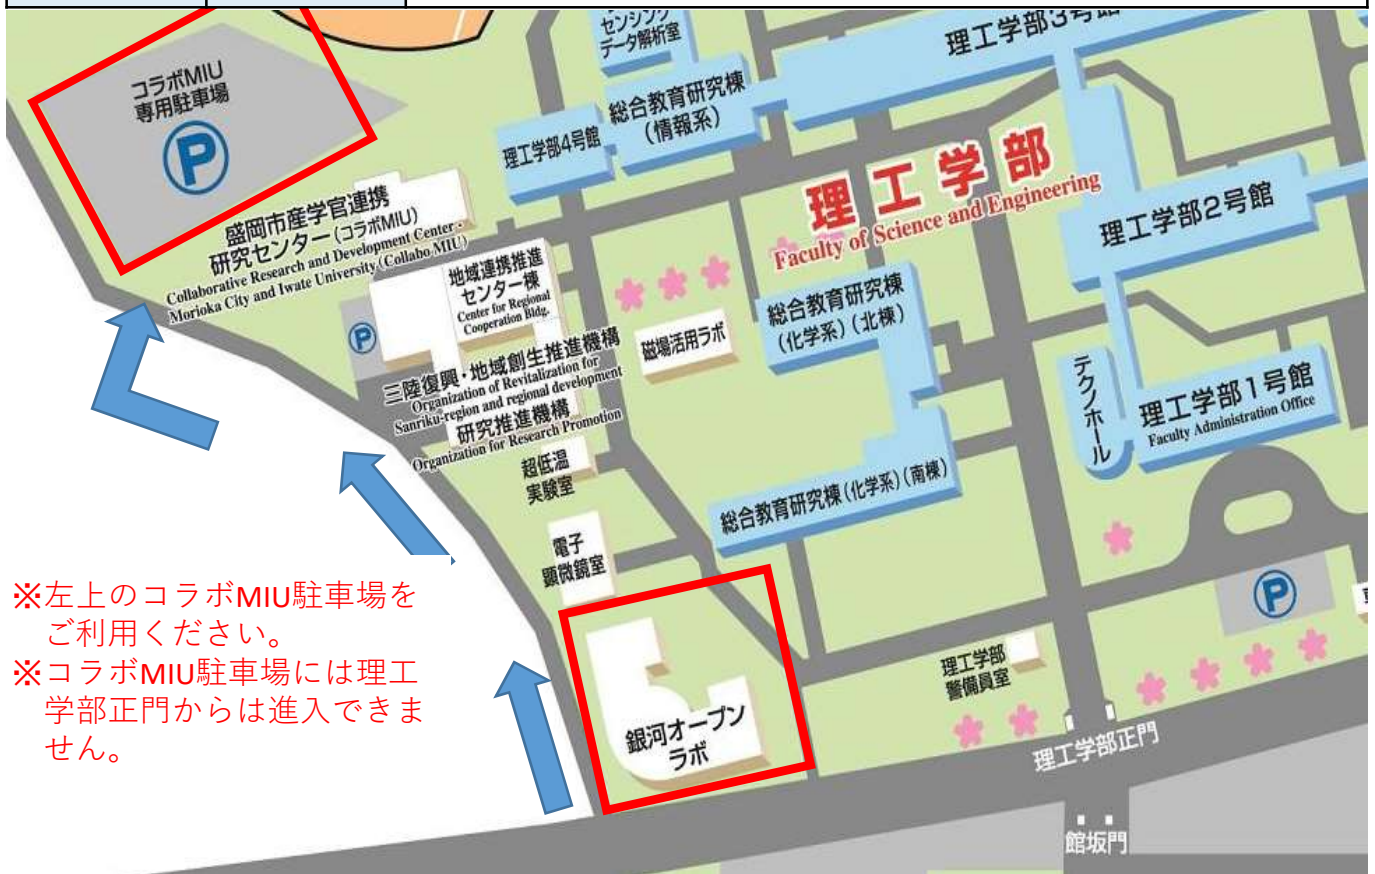 センシング
データ解析室
理工学部3号館
コラボMIU
専用駐車場
P
総合教育研究棟
(情報系)
理工学部4号館
理工学部
Faculty of Science and Engineering
理工学部2号館
盛岡市産学官連携
研究センター(コラボMIU)
Collaborative Research and Development Center・
Morioka City and Iwate University(Collabo MIU)
地域連携推進
センター棟
Center for Regional
Cooperation Bldg.
P
総合教育研究棟
(化学系)(北棟)
磁場活用ラボ
三陸復興・地域創生推進機構
Organization of Revitalization for
Sanriku-region and regional development
研究推進機構
Organization for Research Promotion
テクノホール
理工学部1号館
Faculty Administration Office
超低温
実験室
総合教育研究棟(化学系)(南棟)
電子
顕微鏡室
P
※左上のコラボMIU駐車場を
ご利用ください。
※コラボMIU駐車場には理工
学部正門からは進入できま
せん。
理工学部
警備員室
銀河オープン
ラボ
理工学部正門
館坂門